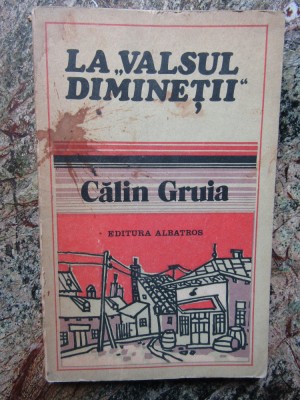 LA „VALSUL
DIMINEȚII“
Călin Gruia
EDITURA ALBATROS